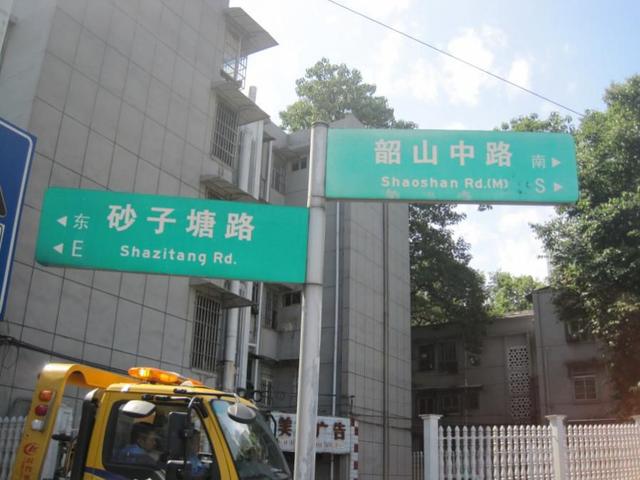 东 砂子塘路
E Shazitang Rd.
韶山中路 南
Shaoshan Rd.(M) S
美 广告